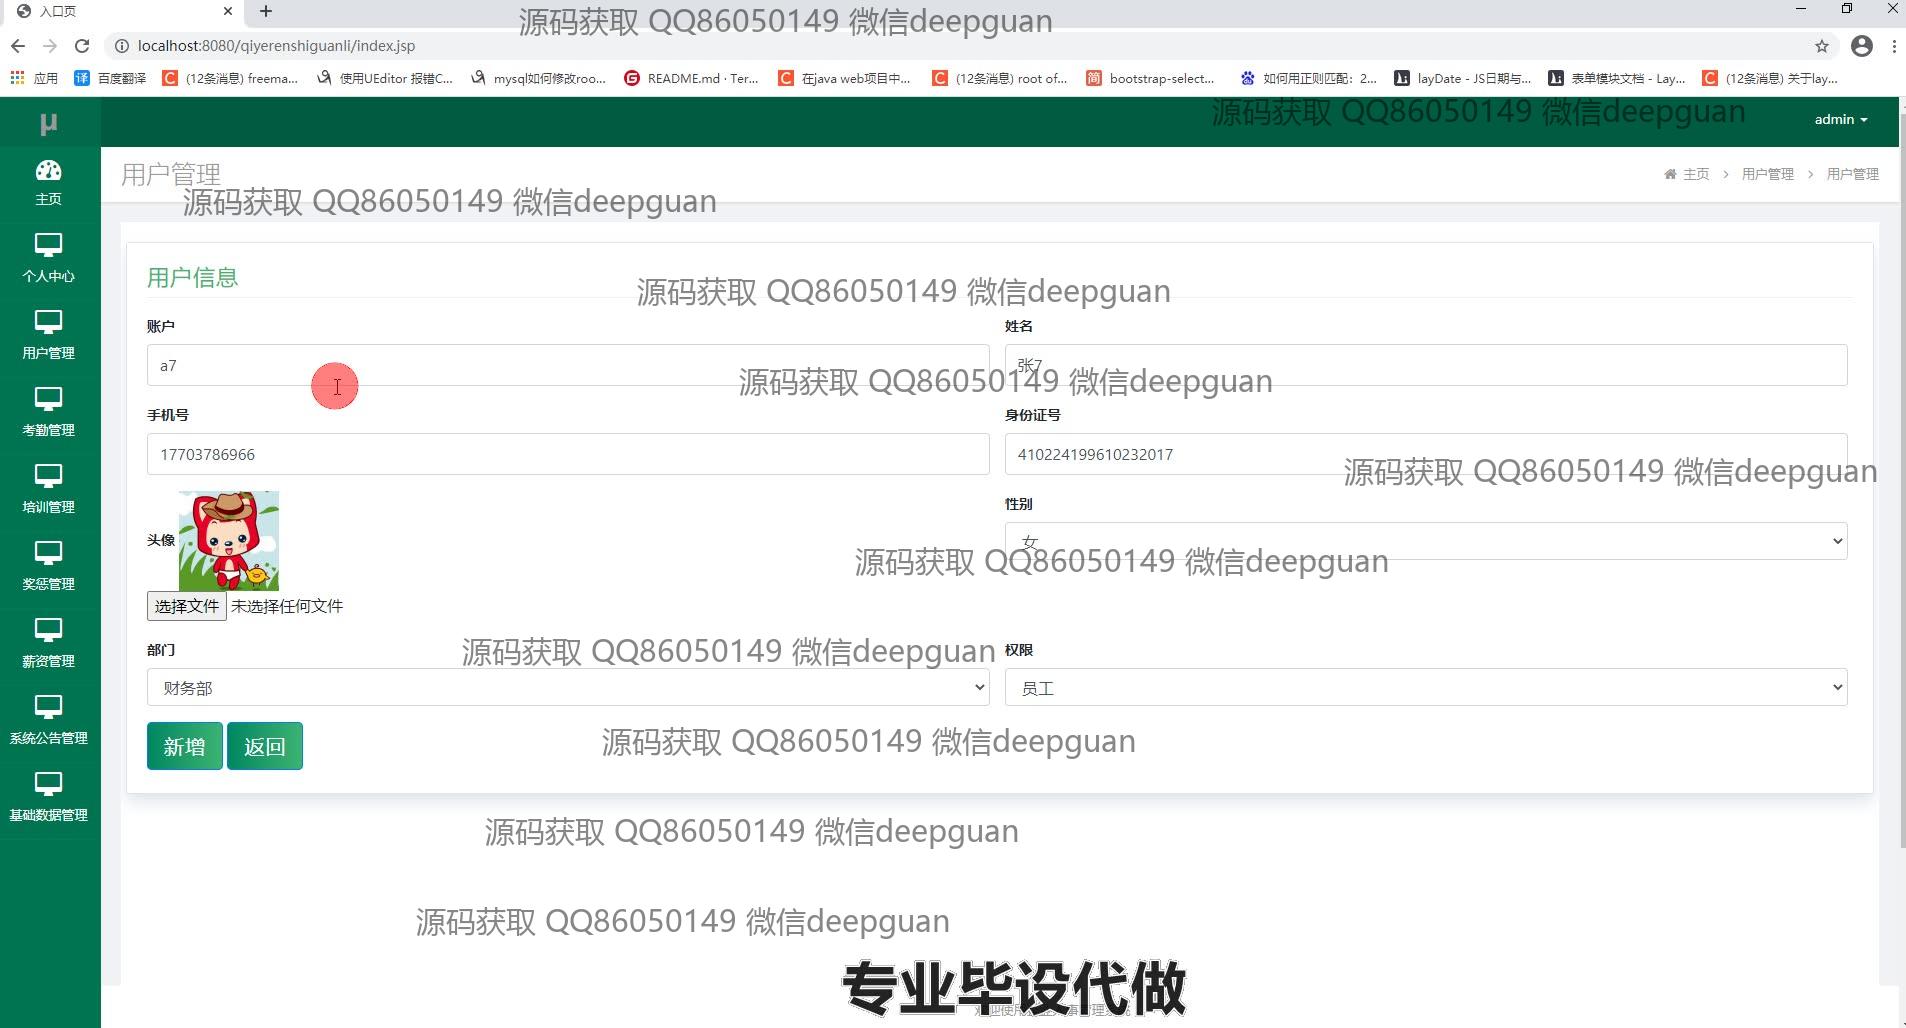 入口页
源码获取 QQ86050149 微信deepguan
localhost:8080/qiyerenshiguanli/index.jsp
应用 百度翻译 (12条消息) freema... 使用UEditor 报错C... mysql如何修改roo... README.md · Ter... 在java web项目中... (12条消息) root of... bootstrap-select... 如何用正则匹配：2... layDate - JS日期与... 表单模块文档 - Lay... (12条消息) 关于lay...
μ
源码获取 QQ86050149 微信deepguan
admin
主页
个人中心
用户管理
考勤管理
培训管理
奖惩管理
薪资管理
系统公告管理
基础数据管理
用户管理
主页 > 用户管理 > 用户管理
源码获取 QQ86050149 微信deepguan
用户信息
源码获取 QQ86050149 微信deepguan
账户
姓名
a7
张7
源码获取 QQ86050149 微信deepguan
手机号
身份证号
17703786966
410224199610232017
源码获取 QQ86050149 微信deepguan
头像
性别
女
源码获取 QQ86050149 微信deepguan
选择文件 未选择任何文件
部门
源码获取 QQ86050149 微信deepguan
权限
财务部
员工
新增 返回
源码获取 QQ86050149 微信deepguan
源码获取 QQ86050149 微信deepguan
源码获取 QQ86050149 微信deepguan
专业毕设代做